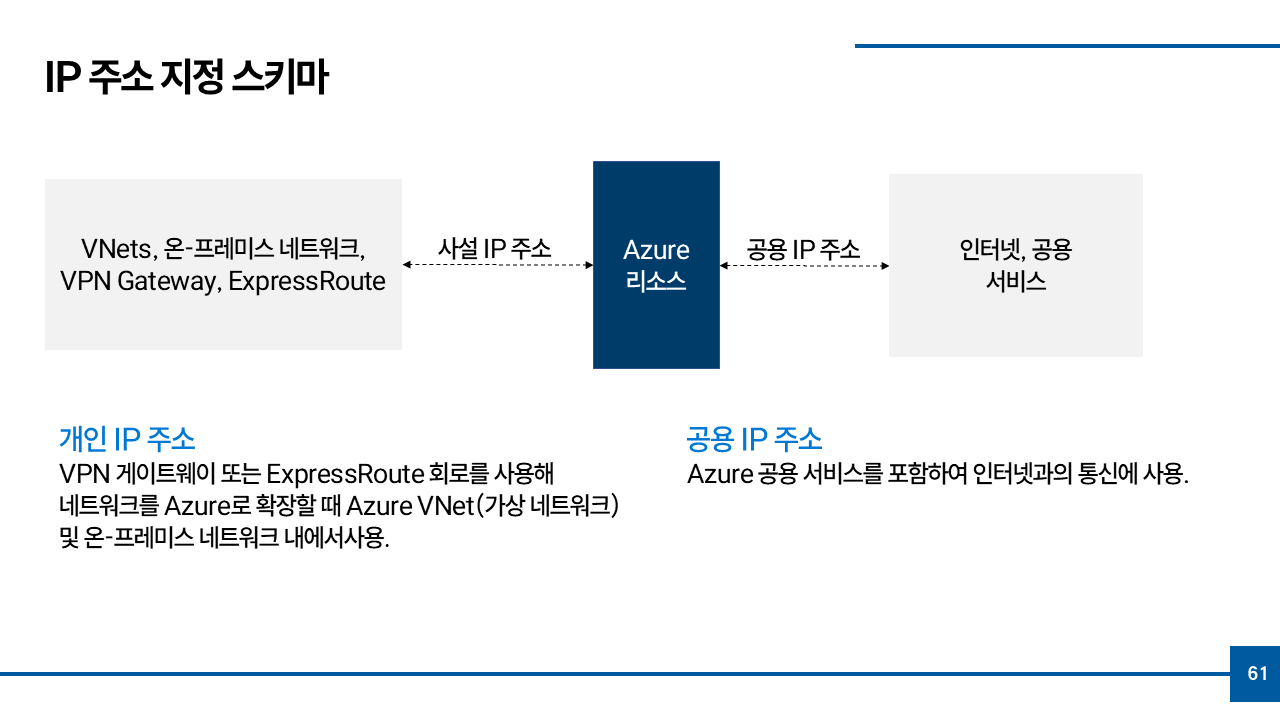 IP 주소 지정 스키마
VNets, 온-프레미스 네트워크,
VPN Gateway, ExpressRoute
사설 IP 주소
Azure
리소스
공용 IP 주소
인터넷, 공용
서비스
개인 IP 주소
VPN 게이트웨이 또는 ExpressRoute 회로를 사용해
네트워크를 Azure로 확장할 때 Azure VNet(가상 네트워크)
및 온-프레미스 네트워크 내에서사용.
공용 IP 주소
Azure 공용 서비스를 포함하여 인터넷과의 통신에 사용.
61